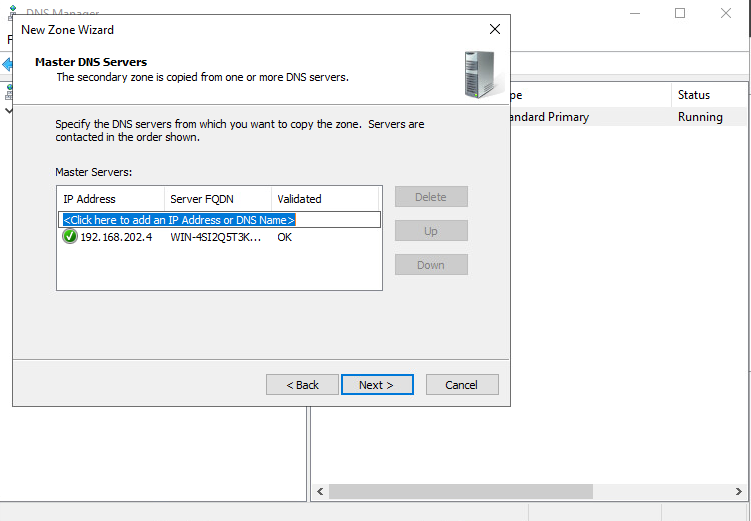 DNS Manager
New Zone Wizard
Master DNS Servers
The secondary zone is copied from one or more DNS servers.
Specify the DNS servers from which you want to copy the zone. Servers are
contacted in the order shown.
Master Servers:
IP Address Server FQDN Validated
<Click here to add an IP Address or DNS Name>
192.168.202.4 WIN-4SI2Q5T3K... OK
Delete
Up
Down
< Back Next > Cancel
Status
andard Primary Running